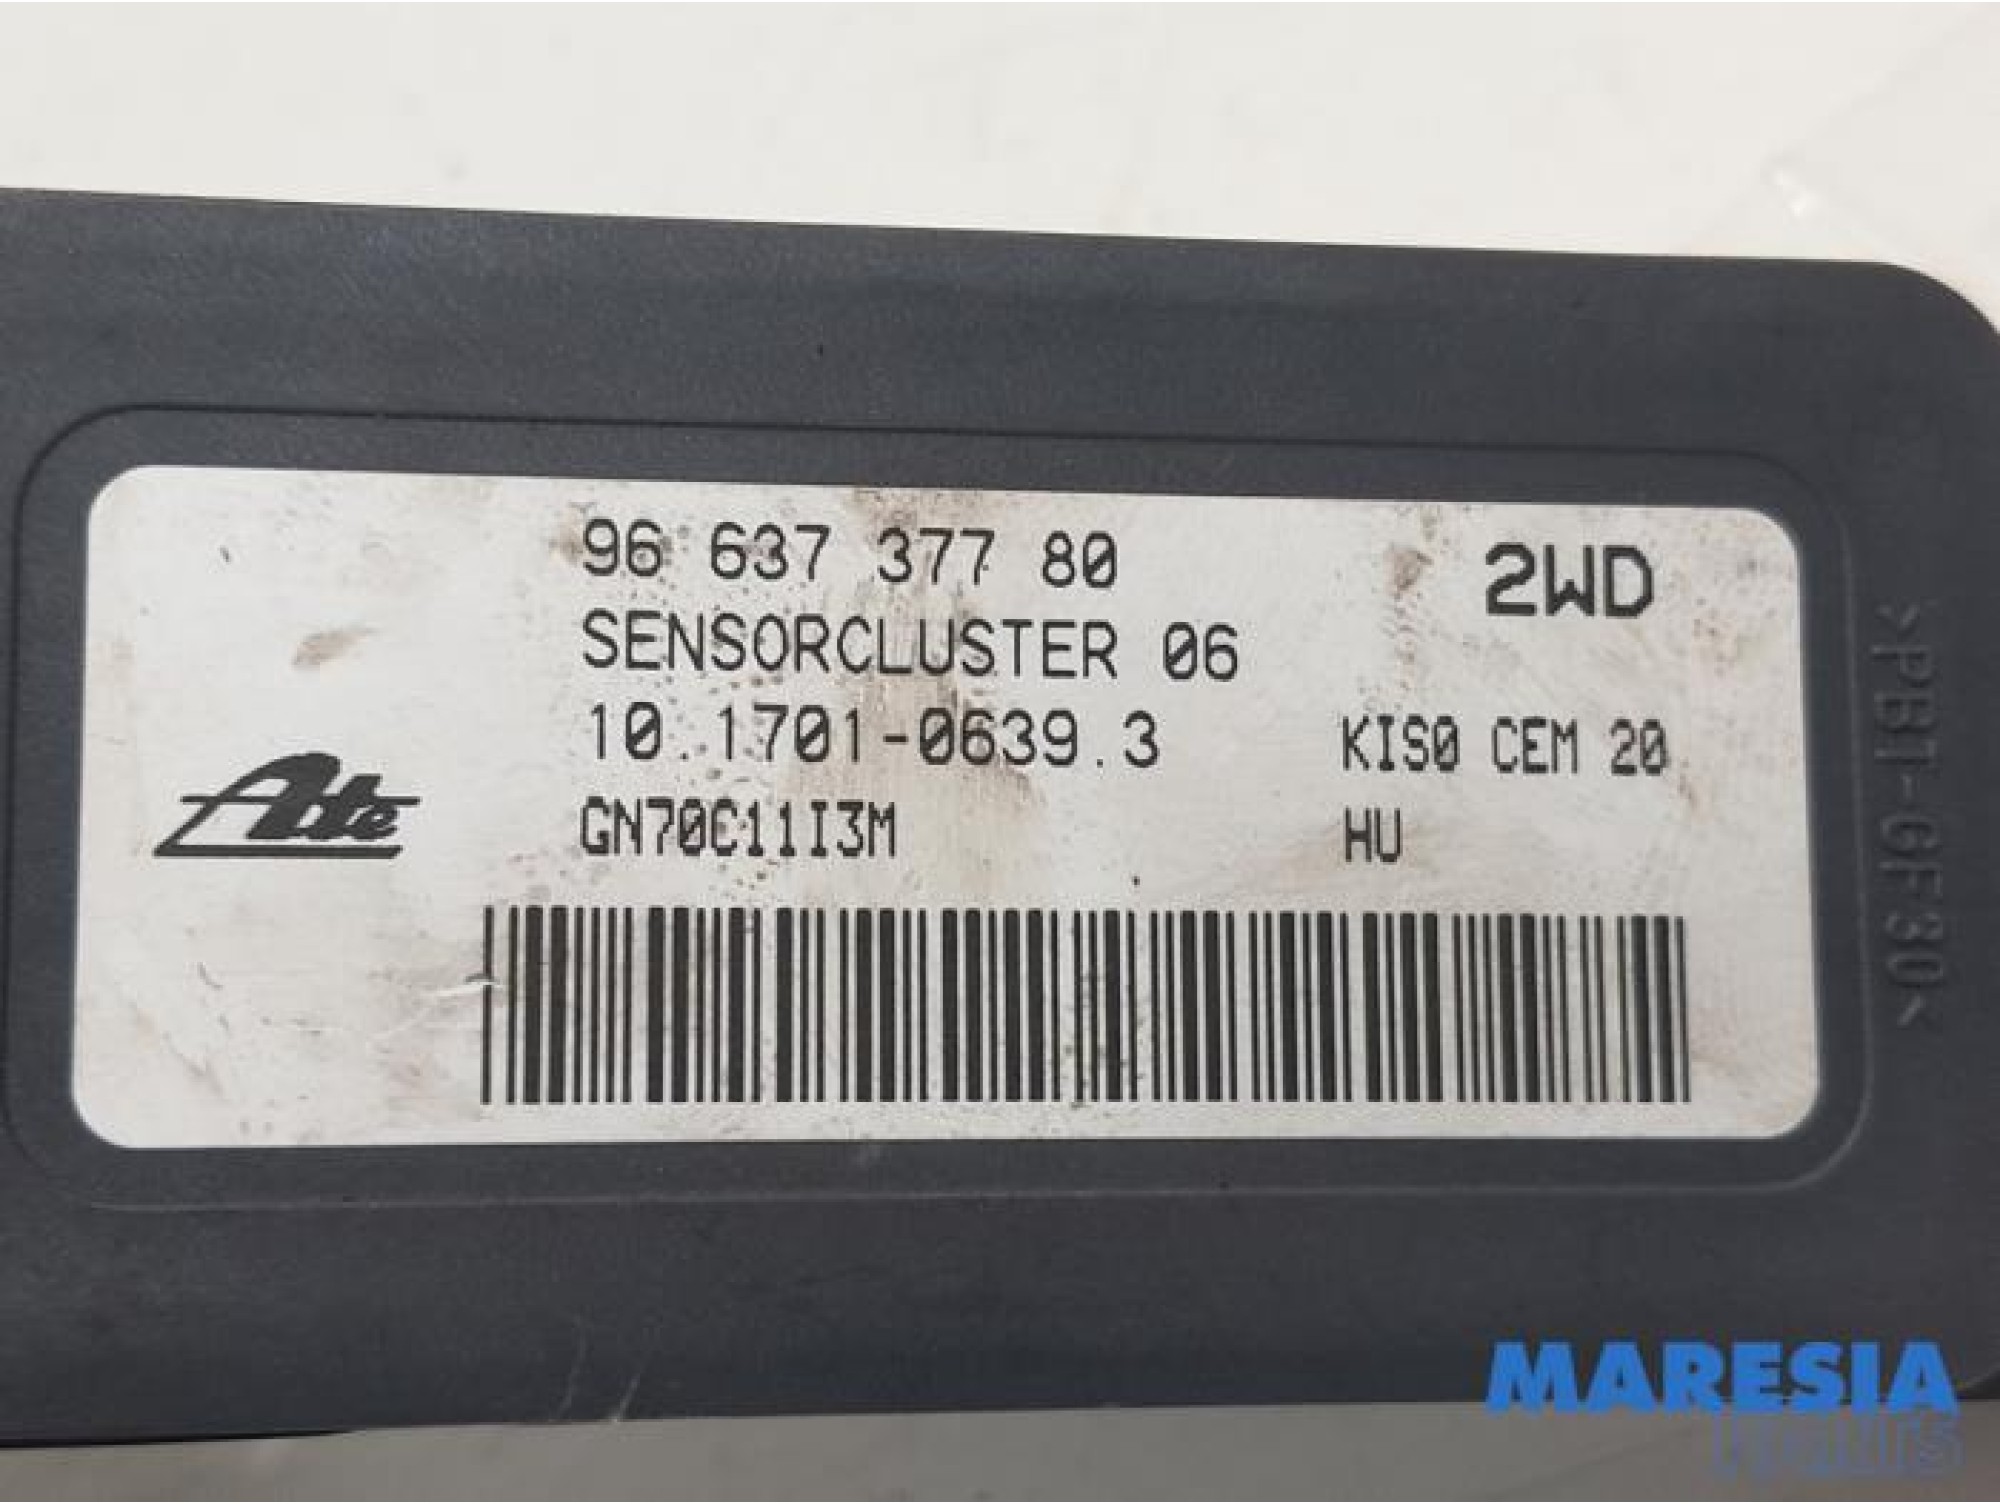 96 637 377 80
2WD
SENSORCLUSTER 06
10.1701-0639.3
KISO CEM 20
Ate
GN70C11I3M
HU
>PBT-GF30<
MARESIA